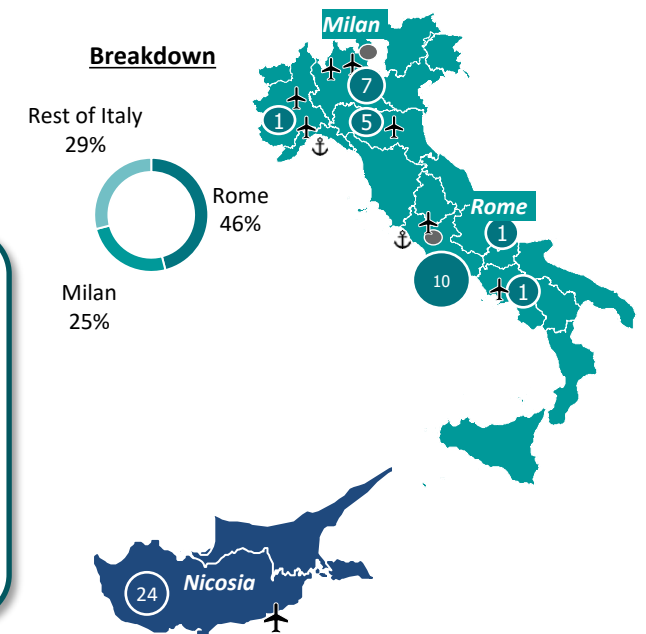 Milan
Breakdown
7
Rest of Italy
29%
1
5
Rome
46%
Rome
1
10
1
Milan
25%
Nicosia
24